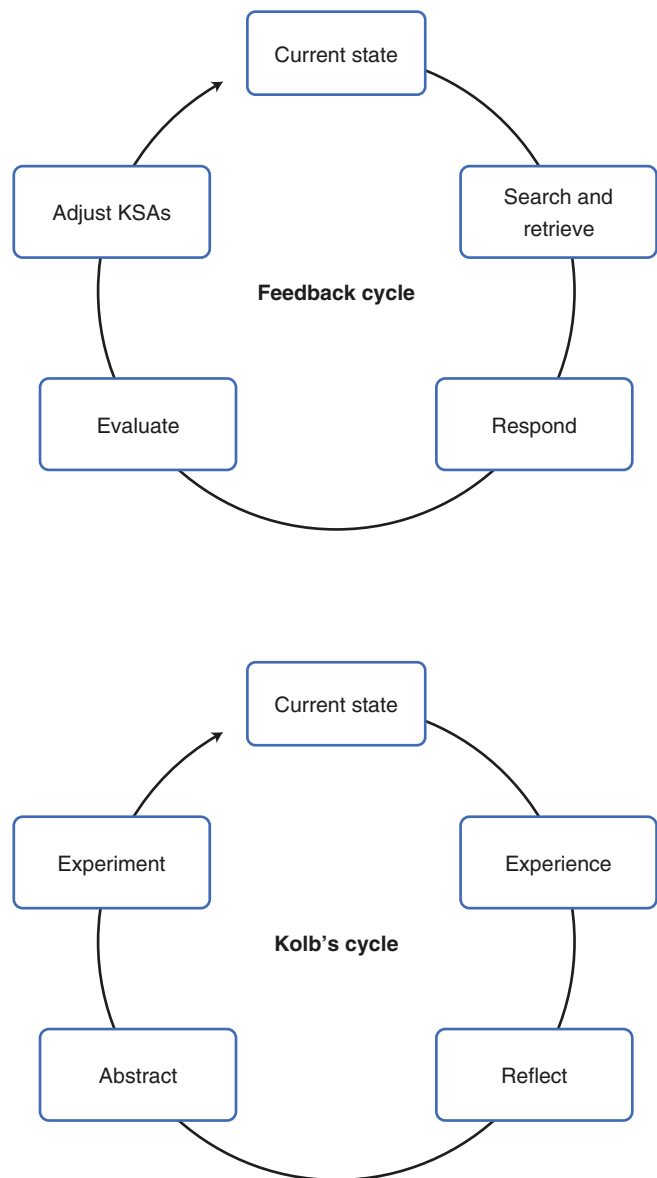 Current state
Adjust KSAs
Search and
retrieve
Feedback cycle
Evaluate
Respond
Current state
Experiment
Experience
Kolb’s cycle
Abstract
Reflect